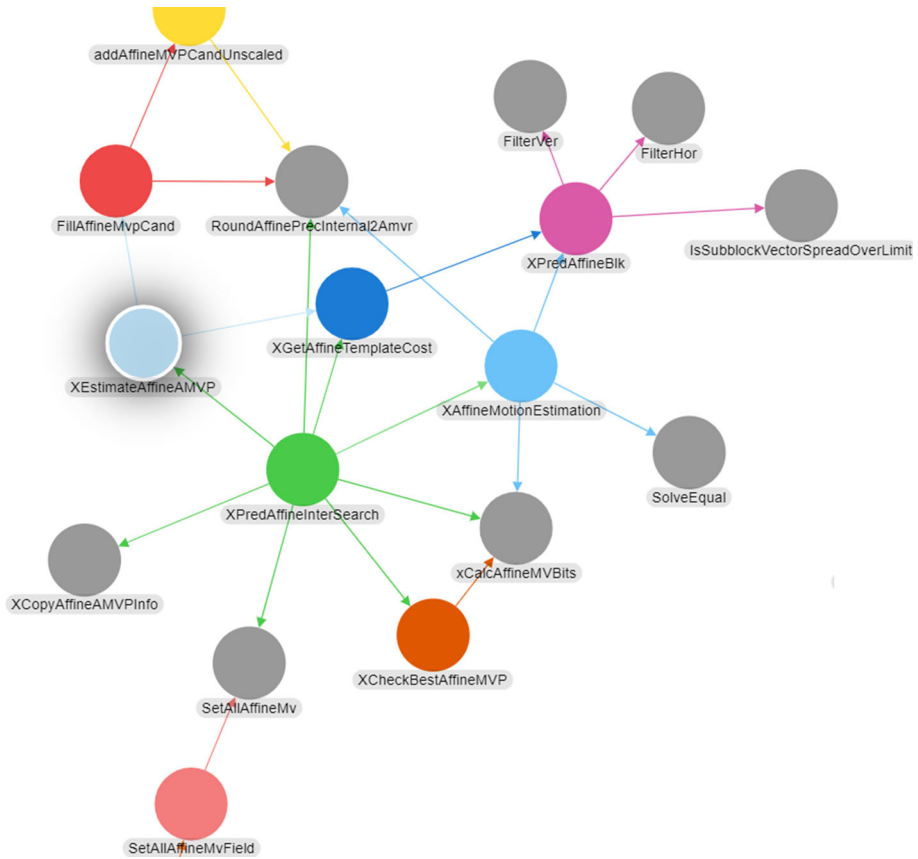 addAffineMVPCandUnscaled
FilterVer
FilterHor
FillAffineMvpCand
RoundAffinePrecInternal2Amvr
IsSubblockVectorSpreadOverLimit
XPredAffineBlk
XGetAffineTemplateCost
XEstimateAffineAMVP
XAffineMotionEstimation
SolveEqual
XPredAffineInterSearch
xCalcAffineMVBits
XCopyAffineAMVPInfo
XCheckBestAffineMVP
SetAllAffineMv
SetAllAffineMvField